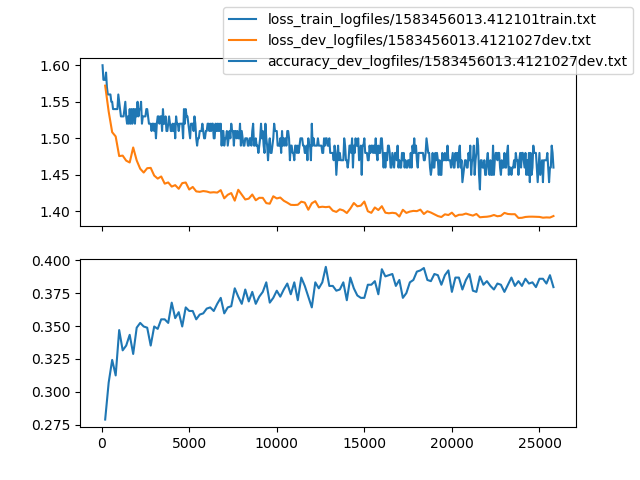 loss_train_logfiles/1583456013.412101train.txt
loss_dev_logfiles/1583456013.4121027dev.txt
accuracy_dev_logfiles/1583456013.4121027dev.txt
1.60
1.55
1.50
1.45
1.40
0.400
0.375
0.350
0.325
0.300
0.275
0 5000 10000 15000 20000 25000